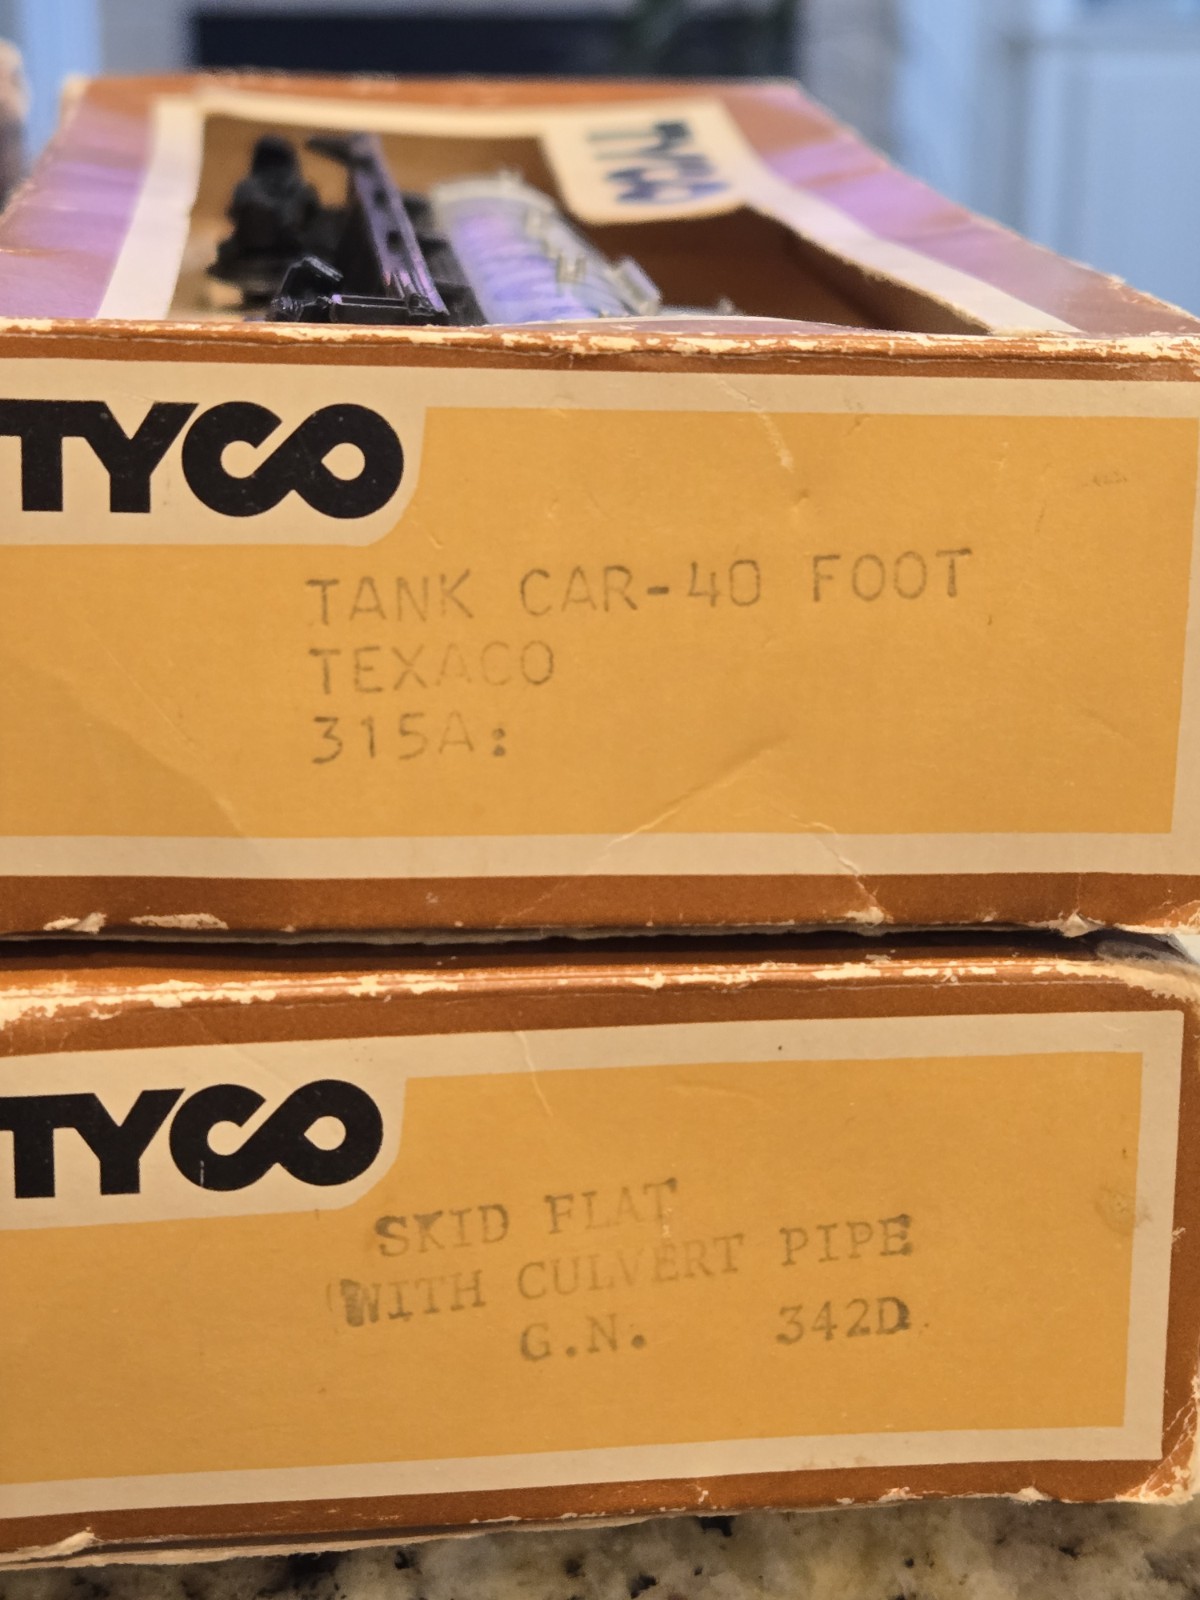 TYCO
TYCO
TANK CAR-40 FOOT
TEXACO
315A:
TYCO
SKID FLAT
WITH CULVERT PIPE
G.N. 342D